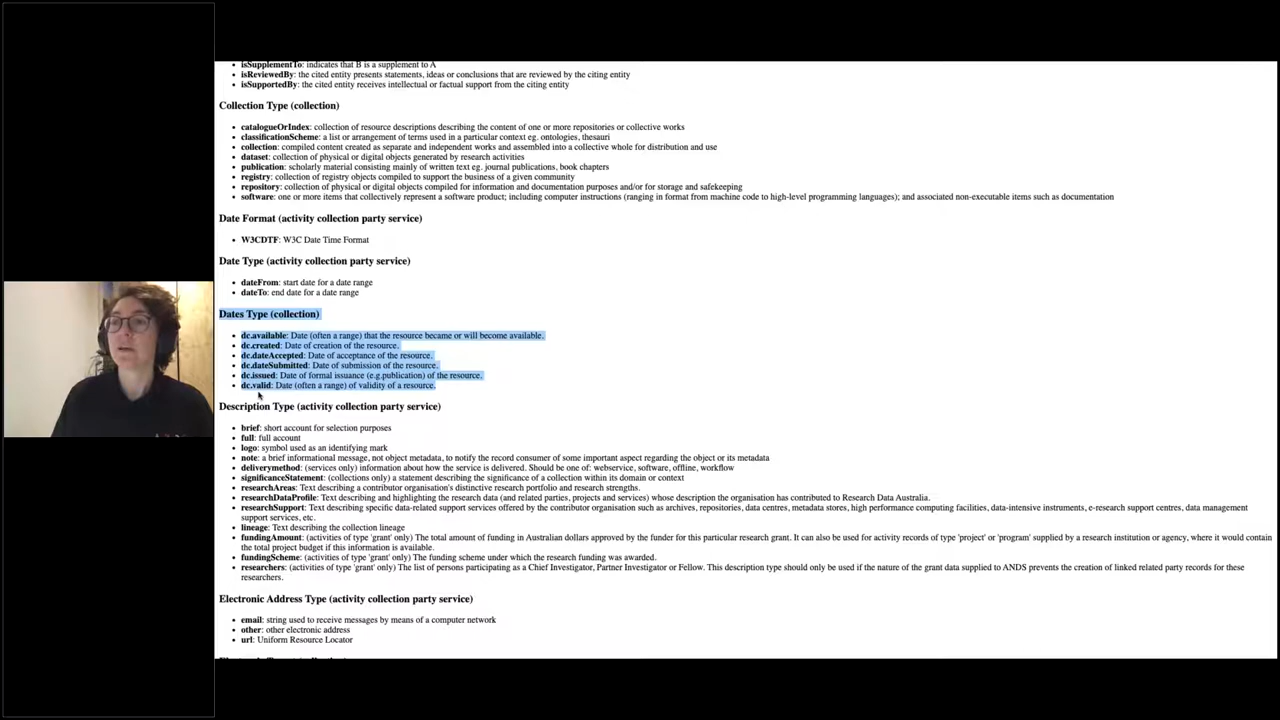 isSupplementTo: indicates that B is a supplement to A
isReviewedBy: the cited entity presents statements, ideas or conclusions that are reviewed by the citing entity
isSupportedBy: the cited entity receives intellectual or factual support from the citing entity
Collection Type (collection)
catalogueOrIndex: collection of resource descriptions describing the content of one or more repositories or collective works
classificationScheme: a list or arrangement of terms used in a particular context eg. ontologies, thesauri
collection: compiled content created as separate and independent works and assembled into a collective whole for distribution and use
dataset: collection of physical or digital objects generated by research activities
publication: scholarly material consisting mainly of written text eg. journal publications, book chapters
registry: collection of registry objects compiled to support the business of a given community
repository: collection of physical or digital objects compiled for information and documentation purposes and/or for storage and safekeeping
software: one or more items that collectively represent a software product; including computer instructions (ranging in format from machine code to high-level programming languages); and associated non-executable items such as documentation
Date Format (activity collection party service)
W3CDTF: W3C Date Time Format
Date Type (activity collection party service)
dateFrom: start date for a date range
dateTo: end date for a date range
Dates Type (collection)
dc.available: Date (often a range) that the resource became or will become available.
dc.created: Date of creation of the resource.
dc.dateAccepted: Date of acceptance of the resource.
dc.dateSubmitted: Date of submission of the resource.
dc.issued: Date of formal issuance (e.g.publication) of the resource.
dc.valid: Date (often a range) of validity of a resource.
Description Type (activity collection party service)
brief: short account for selection purposes
full: full account
logo: symbol used as an identifying mark
note: a brief informational message, not object metadata, to notify the record consumer of some important aspect regarding the object or its metadata
deliverymethod: (services only) information about how the service is delivered. Should be one of: webservice, software, offline, workflow
significanceStatement: (collections only) a statement describing the significance of a collection within its domain or context
researchAreas: Text describing a contributor organisation's distinctive research portfolio and research strengths.
researchDataProfile: Text describing and highlighting the research data (and related parties, projects and services) whose description the organisation has contributed to Research Data Australia.
researchSupport: Text describing specific data-related support services offered by the contributor organisation such as archives, repositories, data centres, metadata stores, high performance computing facilities, data-intensive instruments, e-research support centres, data management
support services, etc.
lineage: Text describing the collection lineage
fundingAmount: (activities of type 'grant' only) The total amount of funding in Australian dollars approved by the funder for this particular research grant. It can also be used for activity records of type 'project' or 'program' supplied by a research institution or agency, where it would contain
the total project budget if this information is available.
fundingScheme: (activities of type 'grant' only) The funding scheme under which the research funding was awarded.
researchers: (activities of type 'grant' only) The list of persons participating as a Chief Investigator, Partner Investigator or Fellow. This description type should only be used if the nature of the grant data supplied to ANDS prevents the creation of linked related party records for these
researchers.
Electronic Address Type (activity collection party service)
email: string used to receive messages by means of a computer network
other: other electronic address
url: Uniform Resource Locator